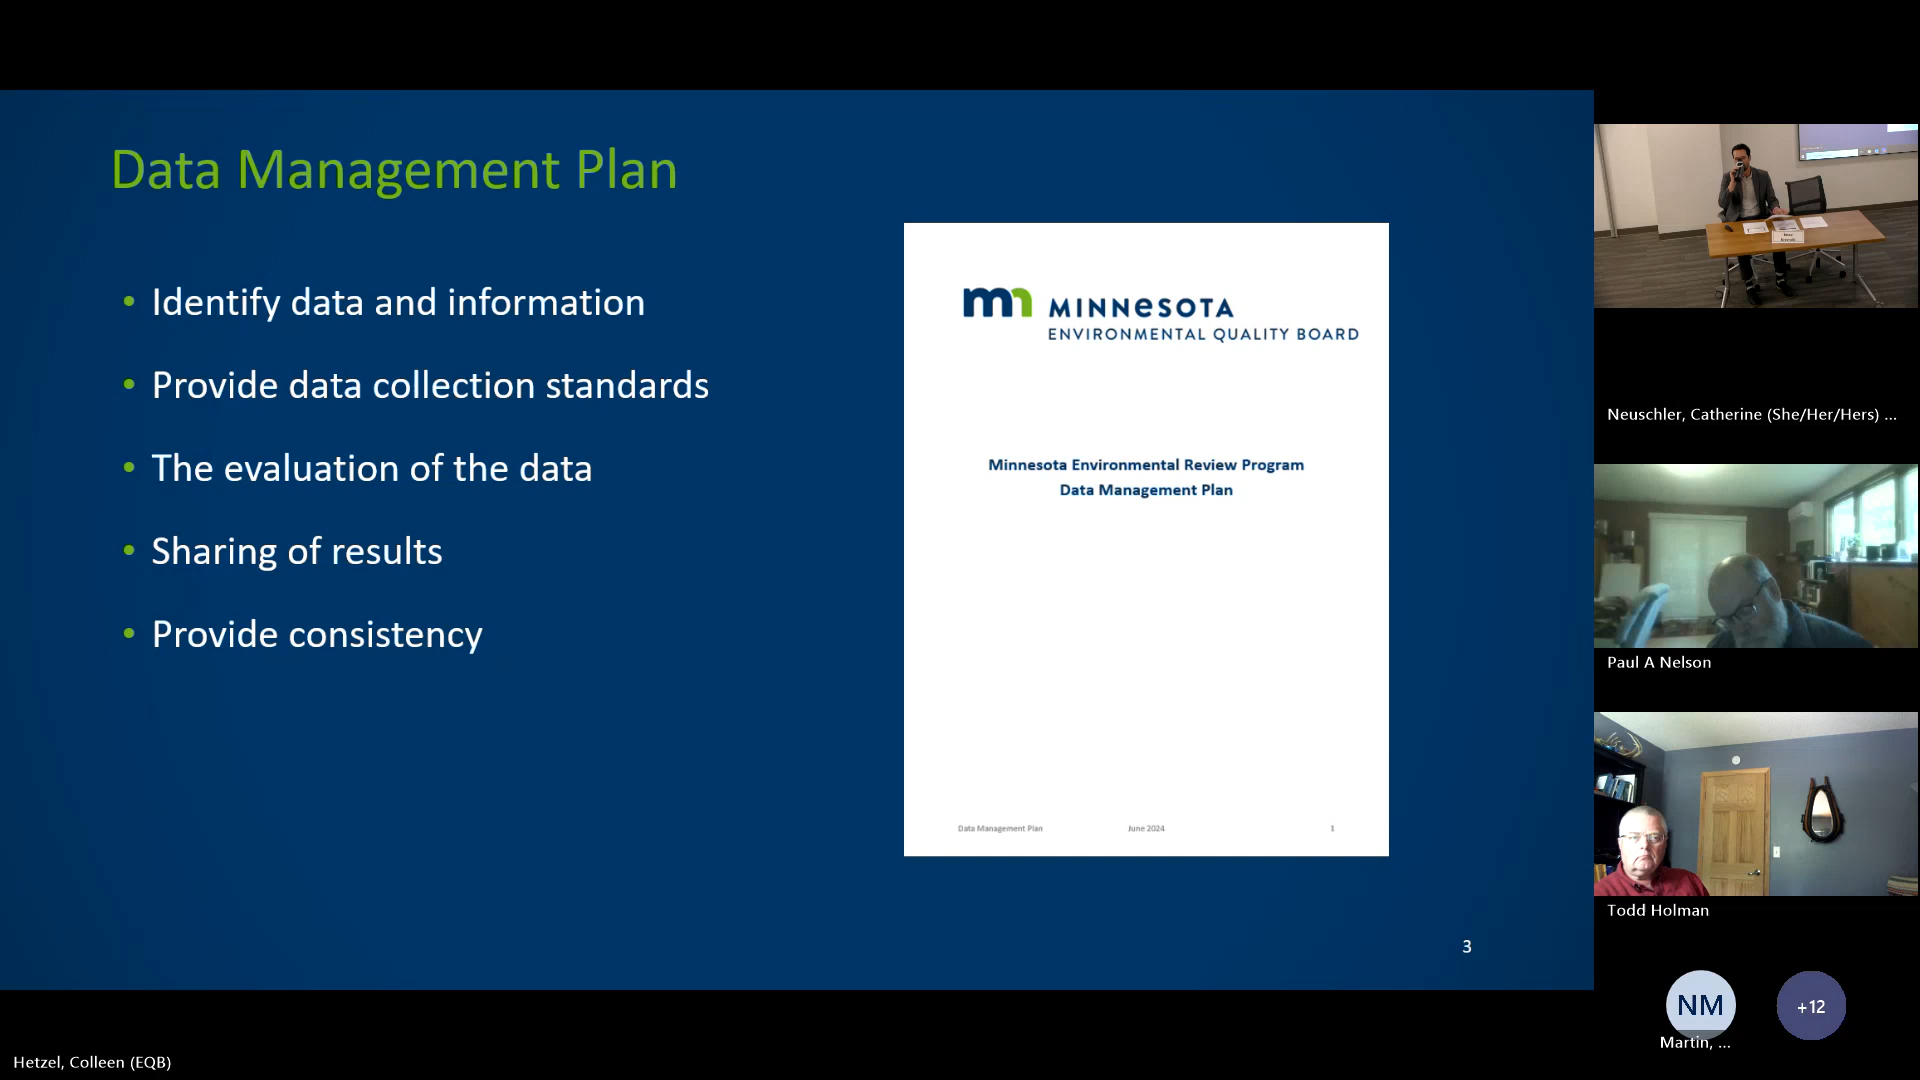 Data Management Plan
• Identify data and information
• Provide data collection standards
• The evaluation of the data
• Sharing of results
• Provide consistency
mn MINNESOTA
ENVIRONMENTAL QUALITY BOARD
Minnesota Environmental Review Program
Data Management Plan
Data Management Plan June 2024 1
3
Neuschler, Catherine (She/Her/Hers) ...
Paul A Nelson
Todd Holman
NM +12
Martin, ...
Hetzel, Colleen (EQB)